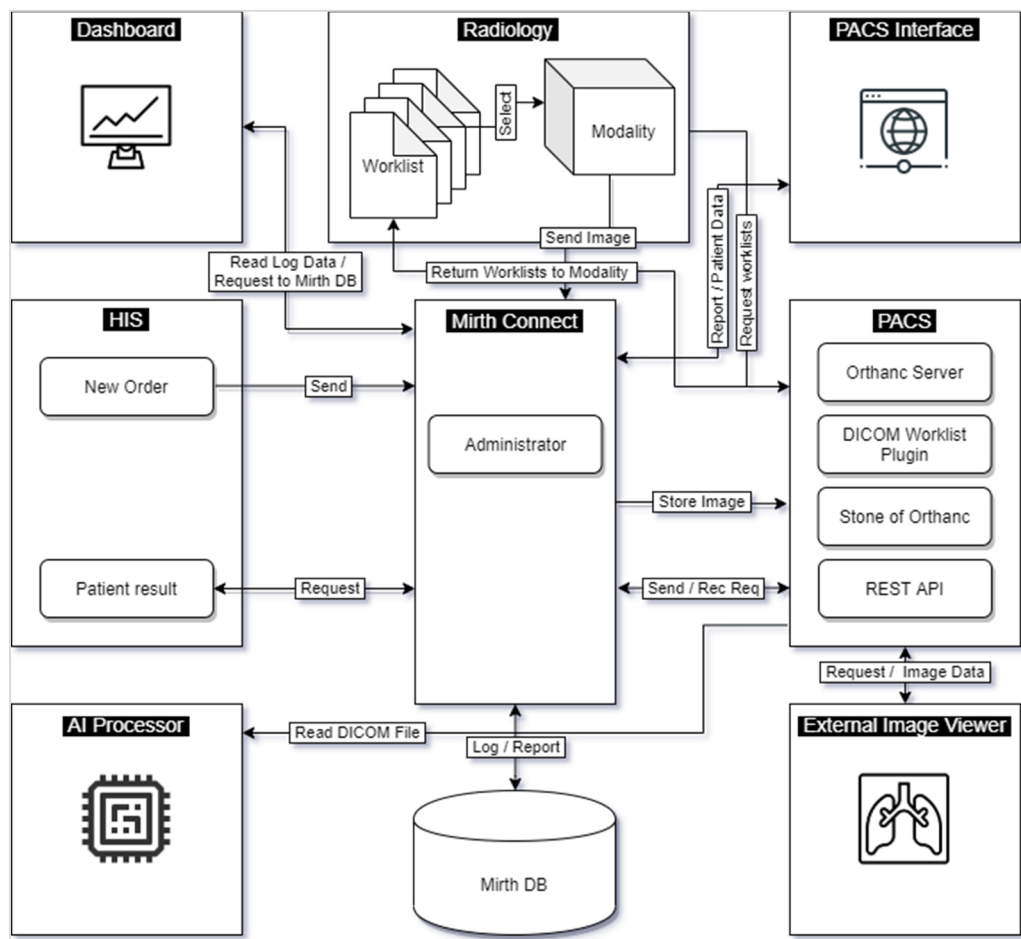 Dashboard
Radiology
PACS Interface
Select
Modality
Worklist
Send Image
Report / Patient Data
Request worklists
Read Log Data /
Request to Mirth DB
Return Worklists to Modality
HIS
Mirth Connect
PACS
New Order
Send
Orthanc Server
Administrator
DICOM Worklist
Plugin
Store Image
Stone of Orthanc
Patient result
Request
Send / Rec Req
REST API
Request / Image Data
AI Processor
Read DICOM File
Log / Report
External Image Viewer
Mirth DB